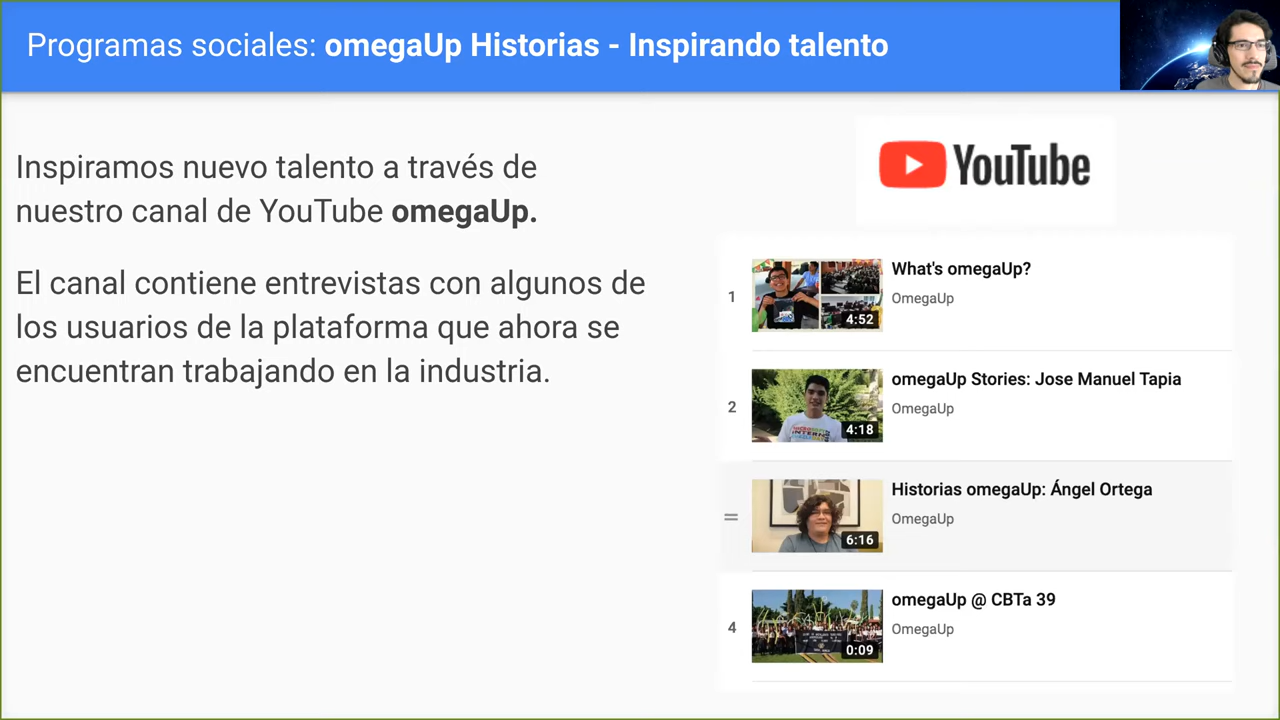 Programas sociales: omegaUp Historias - Inspirando talento
Inspiramos nuevo talento a través de
nuestro canal de YouTube omegaUp.
El canal contiene entrevistas con algunos de
los usuarios de la plataforma que ahora se
encuentran trabajando en la industria.
YouTube
1
4:52
What's omegaUp?
OmegaUp
2
4:18
omegaUp Stories: Jose Manuel Tapia
OmegaUp
6:16
Historias omegaUp: Ángel Ortega
OmegaUp
4
0:09
omegaUp @ CBTa 39
OmegaUp